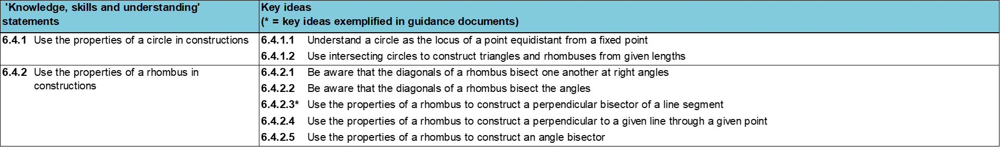 'Knowledge, skills and understanding'
statements
Key ideas
(* = key ideas exemplified in guidance documents)
6.4.1 Use the properties of a circle in constructions
6.4.1.1 Understand a circle as the locus of a point equidistant from a fixed point
6.4.1.2 Use intersecting circles to construct triangles and rhombuses from given lengths
6.4.2 Use the properties of a rhombus in
constructions
6.4.2.1 Be aware that the diagonals of a rhombus bisect one another at right angles
6.4.2.2 Be aware that the diagonals of a rhombus bisect the angles
6.4.2.3* Use the properties of a rhombus to construct a perpendicular bisector of a line segment
6.4.2.4 Use the properties of a rhombus to construct a perpendicular to a given line through a given point
6.4.2.5 Use the properties of a rhombus to construct an angle bisector